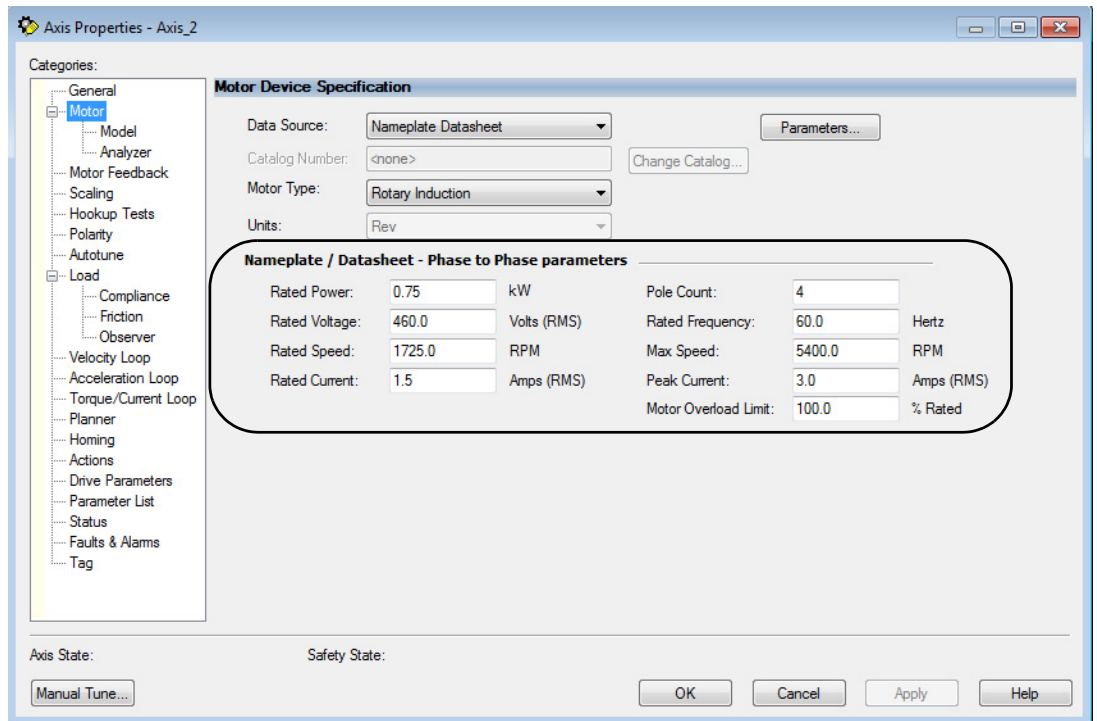 Axis Properties - Axis_2
Categories:
General
Motor
Model
Analyzer
Motor Feedback
Scaling
Hookup Tests
Polarity
Autotune
Load
Compliance
Friction
Observer
Velocity Loop
Acceleration Loop
Torque/Current Loop
Planner
Homing
Actions
Drive Parameters
Parameter List
Status
Faults & Alarms
Tag
Motor Device Specification
Data Source: Nameplate Datasheet Parameters...
Catalog Number: <none> Change Catalog...
Motor Type: Rotary Induction
Units: Rev
Nameplate / Datasheet - Phase to Phase parameters
Rated Power: 0.75 kW Pole Count: 4
Rated Voltage: 460.0 Volts (RMS) Rated Frequency: 60.0 Hertz
Rated Speed: 1725.0 RPM Max Speed: 5400.0 RPM
Rated Current: 1.5 Amps (RMS) Peak Current: 3.0 Amps (RMS)
Motor Overload Limit: 100.0 % Rated
Axis State: Safety State:
Manual Tune... OK Cancel Apply Help